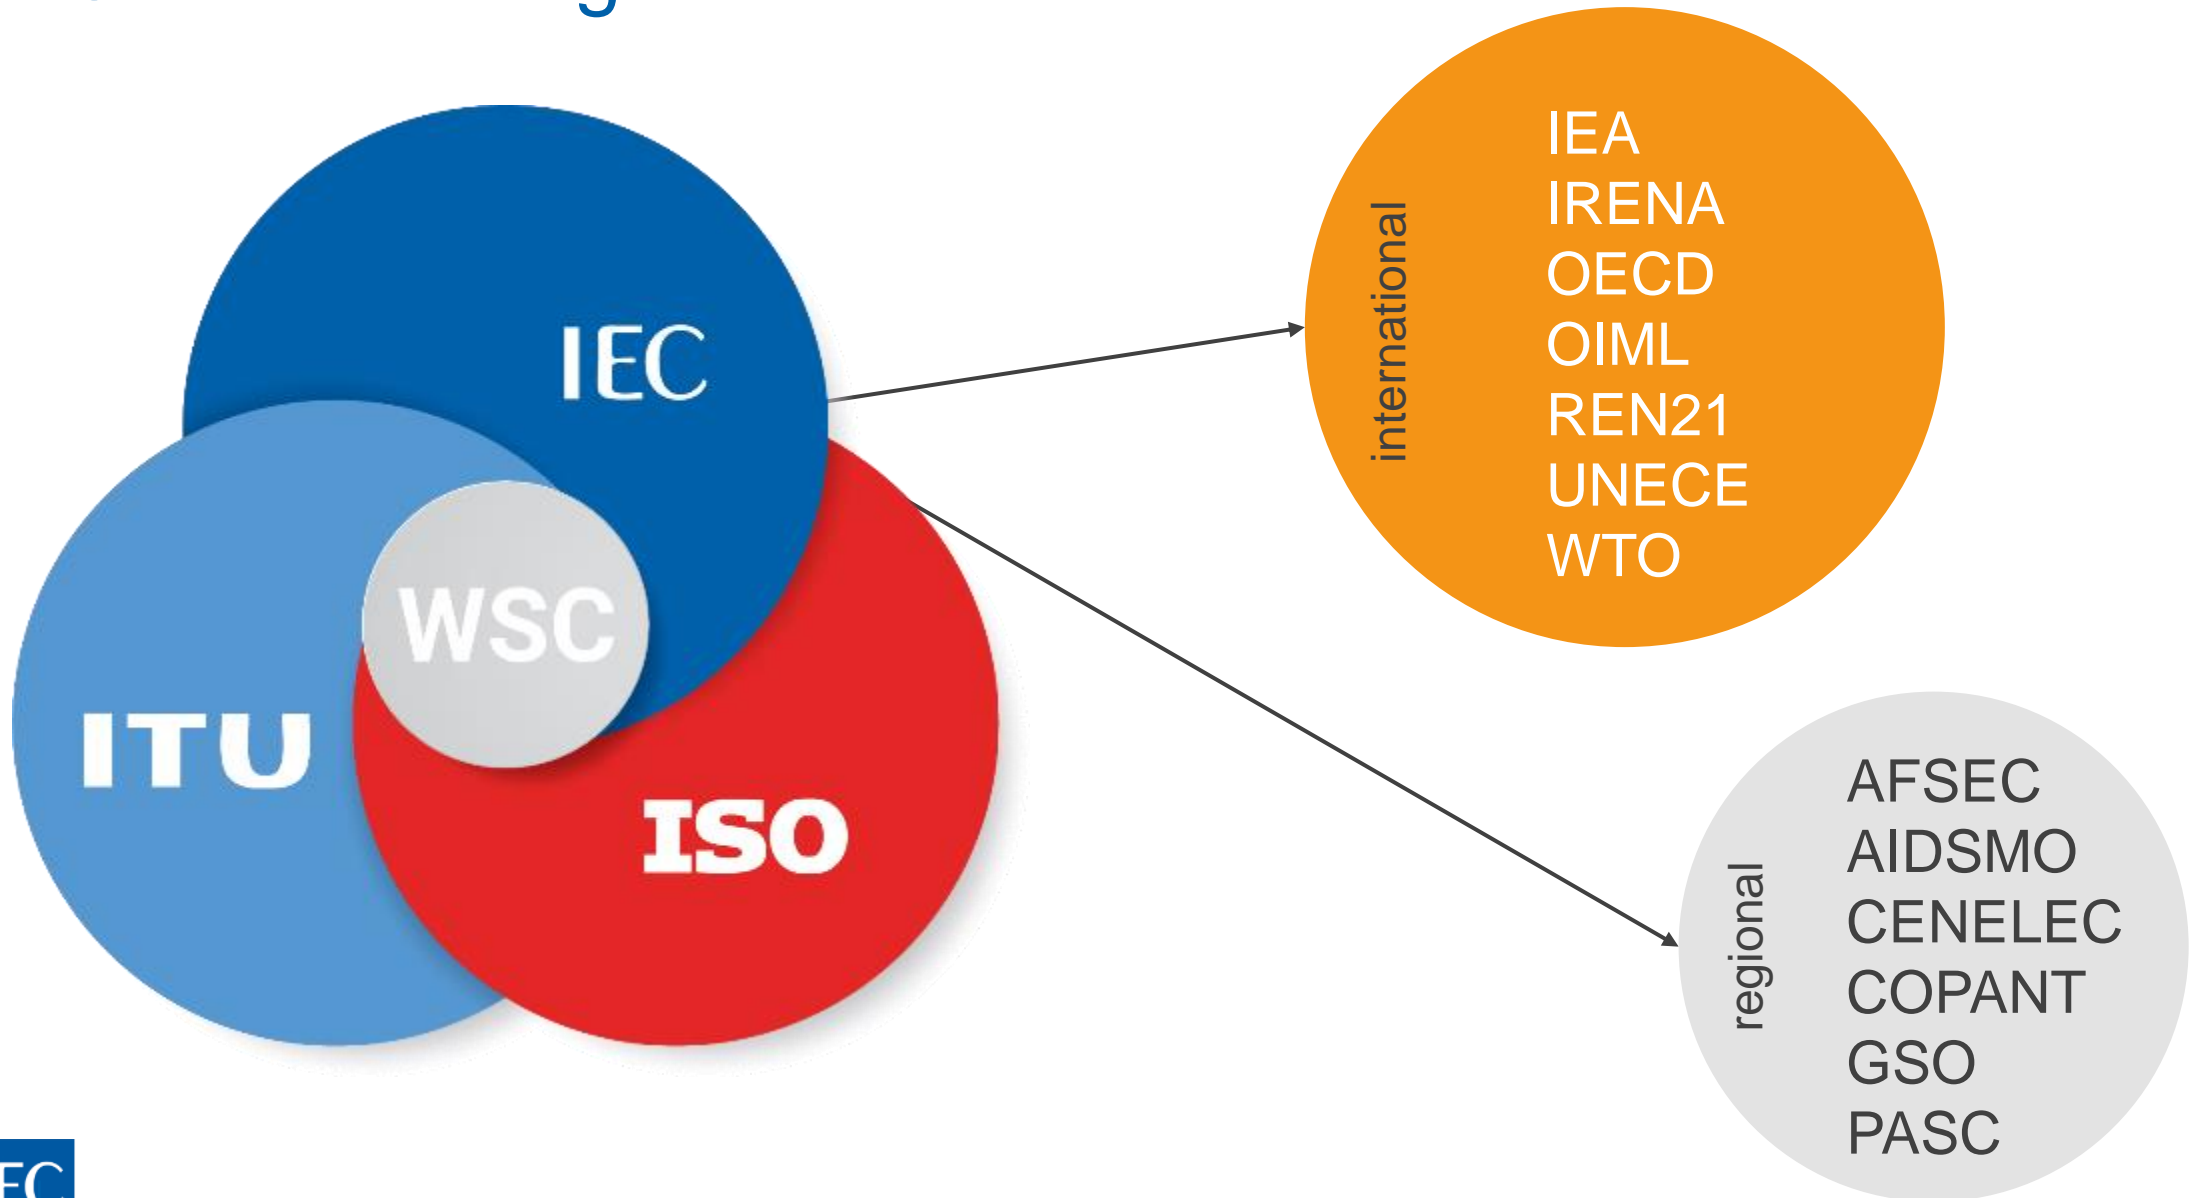 IEC
WSC
ITU
ISO
international
IEA
IRENA
OECD
OIML
REN21
UNECE
WTO
regional
AFSEC
AIDSMO
CENELEC
COPANT
GSO
PASC